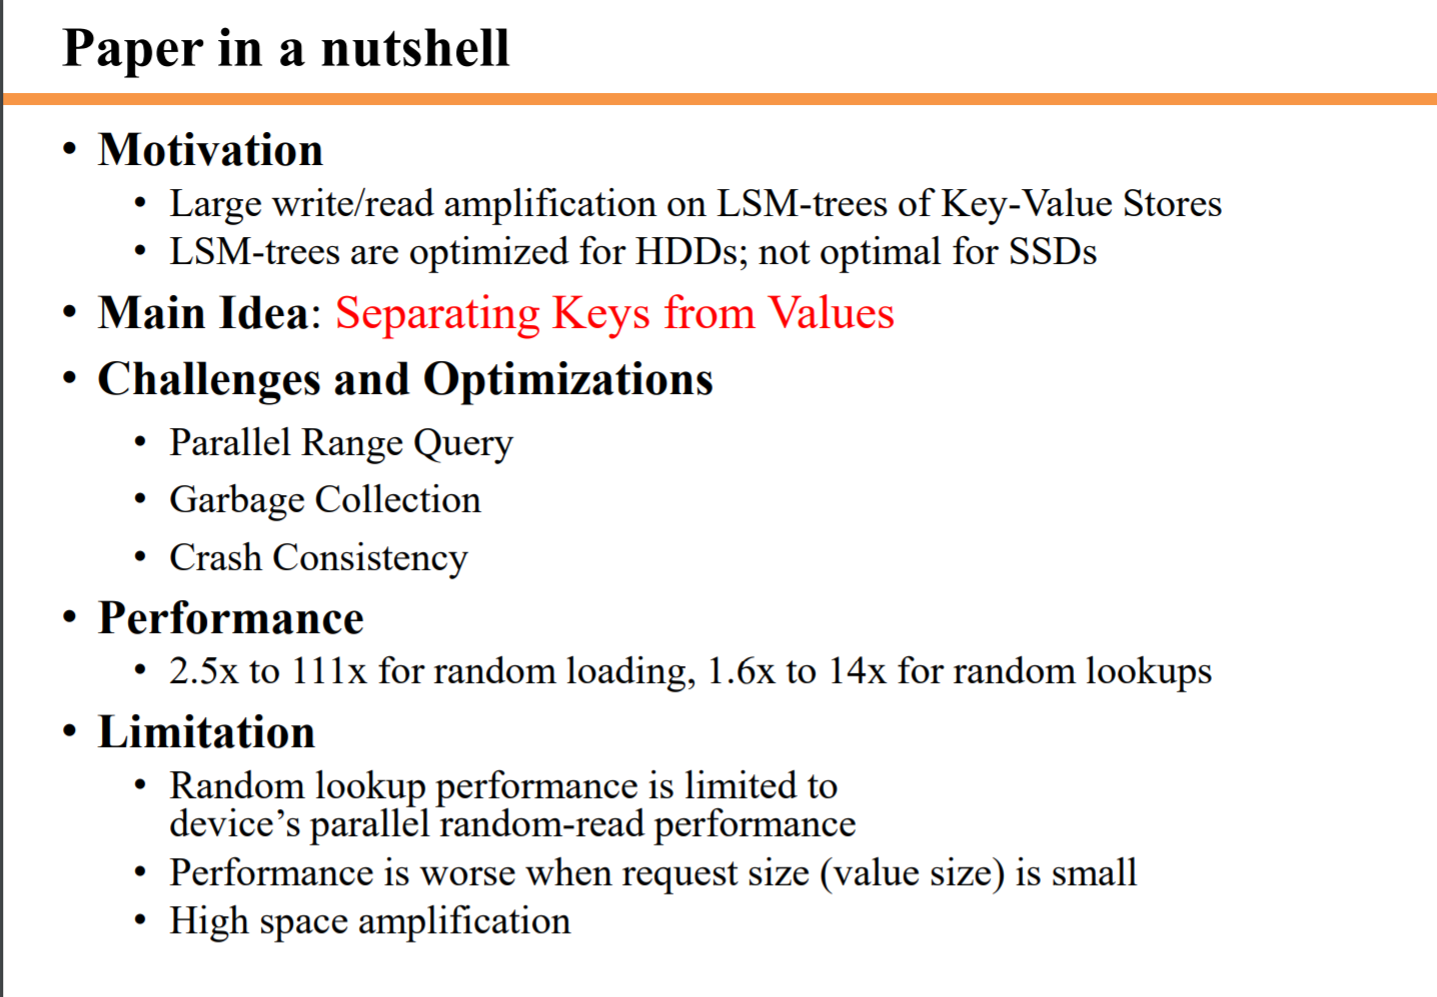 Paper in a nutshell
• Motivation
• Large write/read amplification on LSM-trees of Key-Value Stores
• LSM-trees are optimized for HDDs; not optimal for SSDs
• Main Idea: Separating Keys from Values
• Challenges and Optimizations
• Parallel Range Query
• Garbage Collection
• Crash Consistency
• Performance
• 2.5x to 111x for random loading, 1.6x to 14x for random lookups
• Limitation
• Random lookup performance is limited to
device’s parallel random-read performance
• Performance is worse when request size (value size) is small
• High space amplification